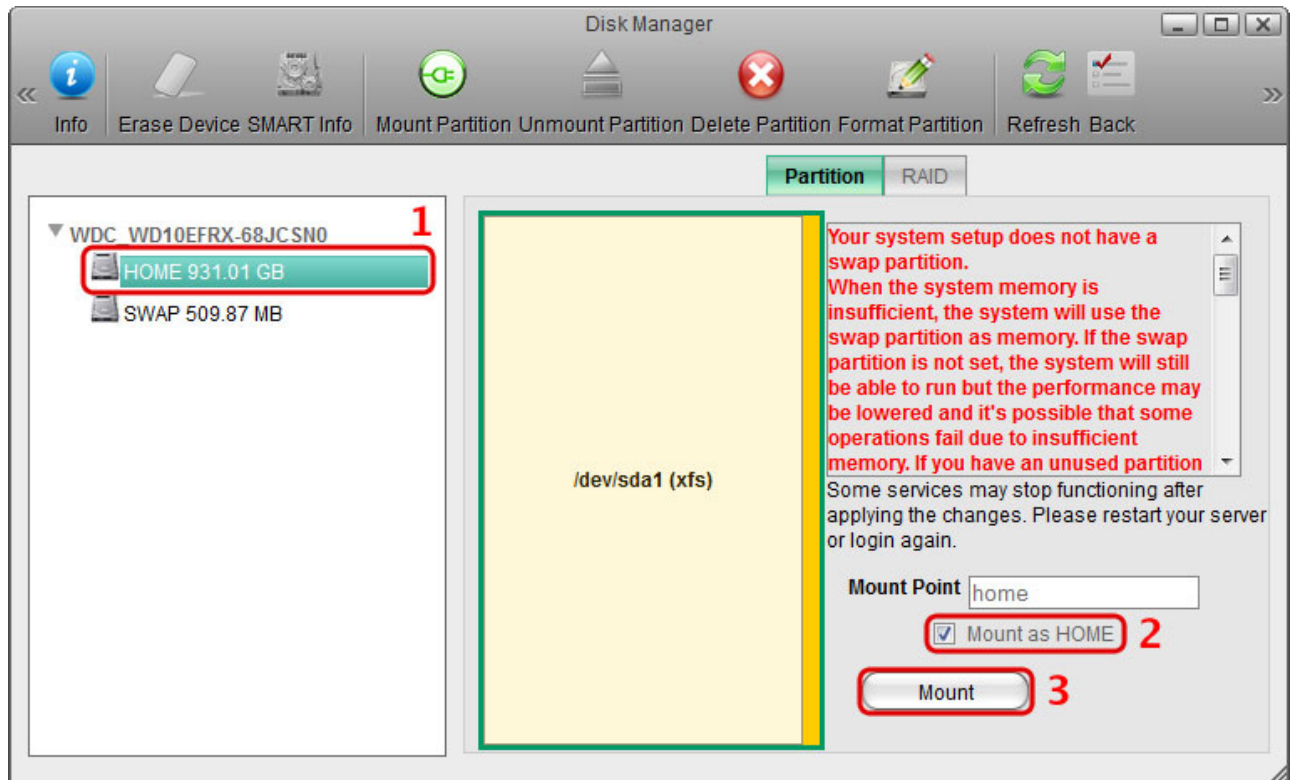 Disk Manager
Info Erase Device SMART Info Mount Partition Unmount Partition Delete Partition Format Partition Refresh Back
Partition RAID
1
WDC_WD10EFRX-68JCSN0
HOME 931.01 GB
SWAP 509.87 MB
/dev/sda1 (xfs)
Your system setup does not have a
swap partition.
When the system memory is
insufficient, the system will use the
swap partition as memory. If the swap
partition is not set, the system will still
be able to run but the performance may
be lowered and it's possible that some
operations fail due to insufficient
memory. If you have an unused partition
Some services may stop functioning after
applying the changes. Please restart your server
or login again.
Mount Point home
Mount as HOME 2
Mount 3